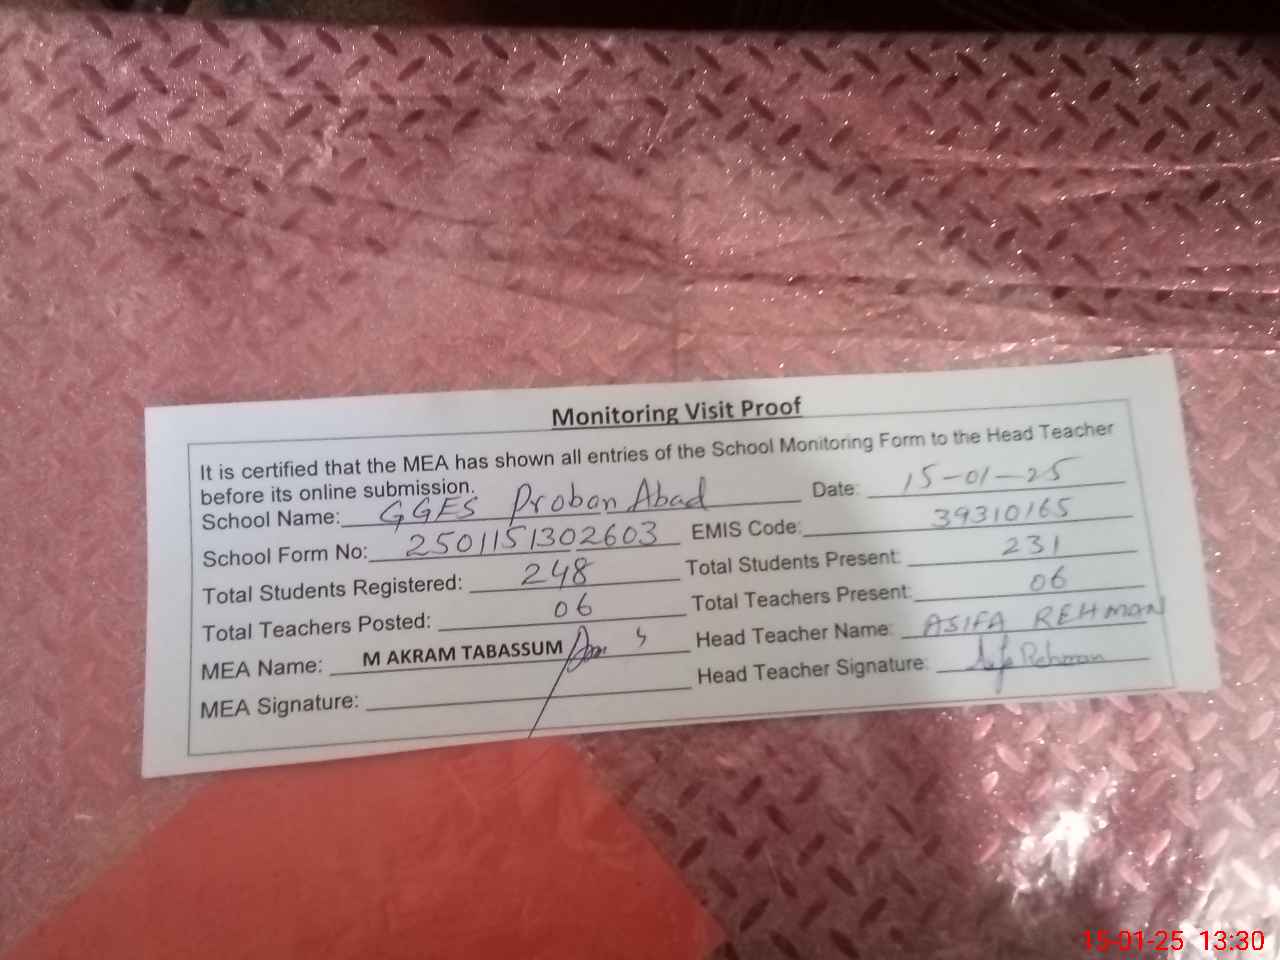 Monitoring Visit Proof
It is certified that the MEA has shown all entries of the School Monitoring Form to the Head Teacher
before its online submission.
School Name: GGES Proban Abad Date: 15-01-25
School Form No: 2501151302603 EMIS Code: 39310165
Total Students Registered: 248 Total Students Present: 231
Total Teachers Posted: 06 Total Teachers Present: 06
MEA Name: M AKRAM TABASSUM Head Teacher Name: ASIFA REHMAN
MEA Signature: Head Teacher Signature: Asifa Rehman
15-01-25 13:30